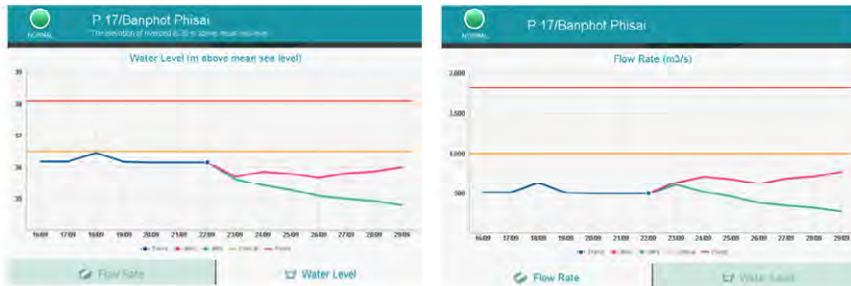 P 17/Banphot Phisai
NORMAL
Water Level (m above mean sea level)
39
38
37
36
35
16/09 17/09 18/09 19/09 20/09 21/09 22/09 23/09 24/09 25/09 26/09 27/09 28/09 29/09
Flow Rate
Water Level
P 17/Banphot Phisai
NORMAL
Flow Rate (m3/s)
2,000
1,500
1,000
500
16/09 17/09 18/09 19/09 20/09 21/09 22/09 23/09 24/09 25/09 26/09 27/09 28/09 29/09
Flow Rate
Water Level